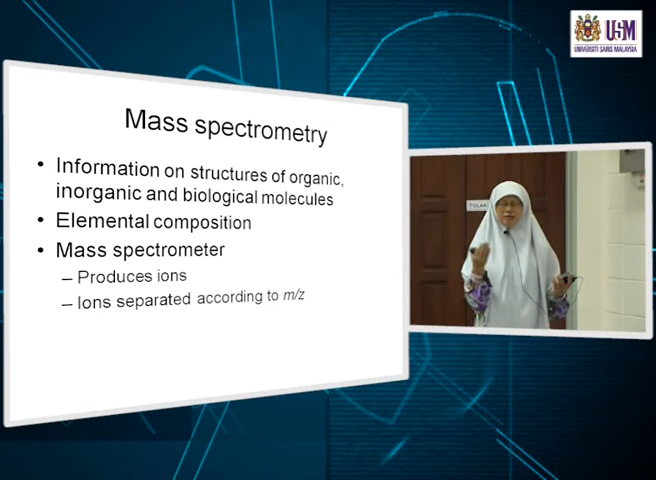 USM
UNIVERSITI SAINS MALAYSIA
Mass spectrometry
• Information on structures of organic,
inorganic and biological molecules
• Elemental composition
• Mass spectrometer
– Produces ions
– Ions separated according to m/z
TOLAK